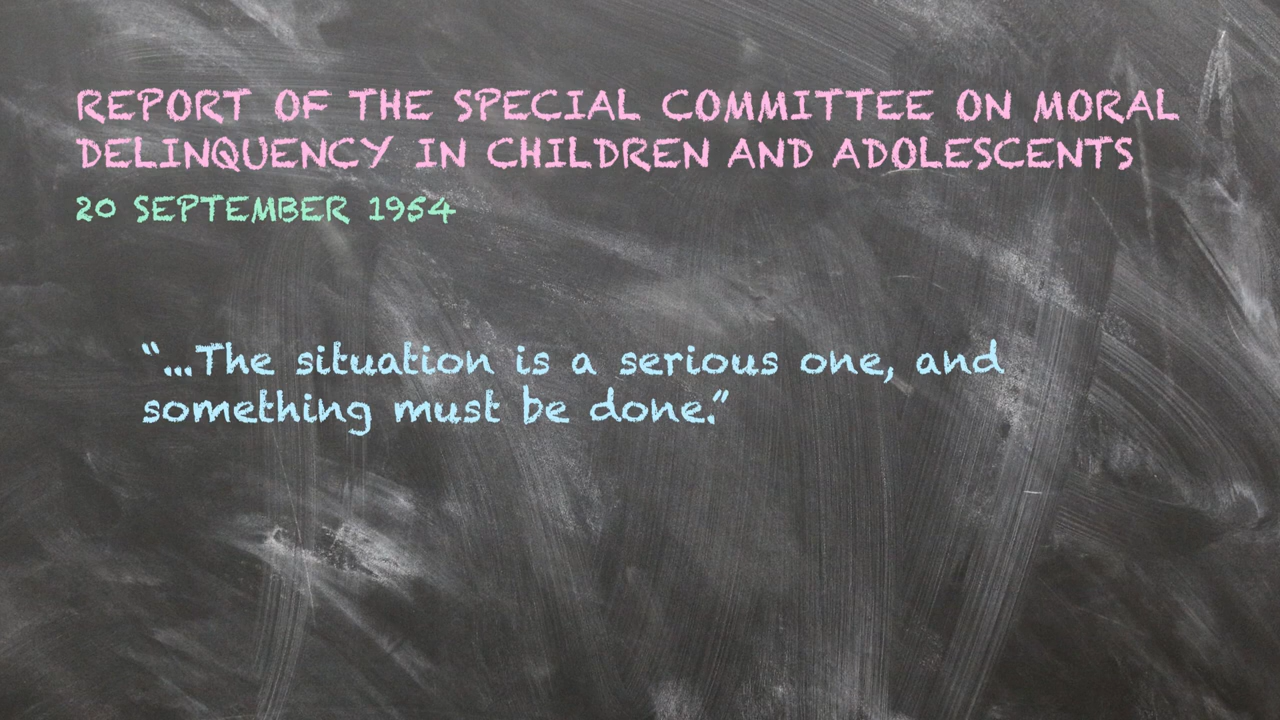 REPORT OF THE SPECIAL COMMITTEE ON MORAL
DELINQUENCY IN CHILDREN AND ADOLESCENTS
20 SEPTEMBER 1954
“...The situation is a serious one, and
something must be done.”